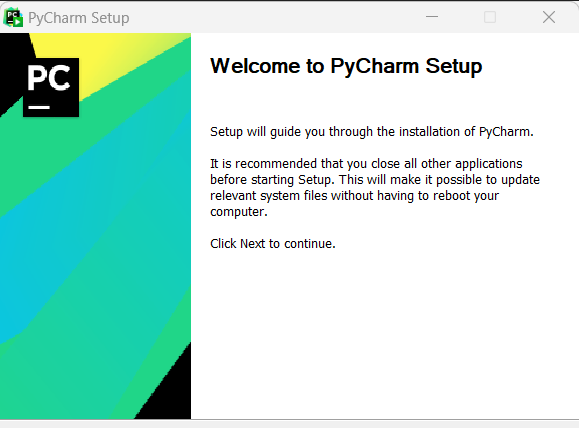 PyCharm Setup
PC
Welcome to PyCharm Setup
Setup will guide you through the installation of PyCharm.
It is recommended that you close all other applications
before starting Setup. This will make it possible to update
relevant system files without having to reboot your
computer.
Click Next to continue.